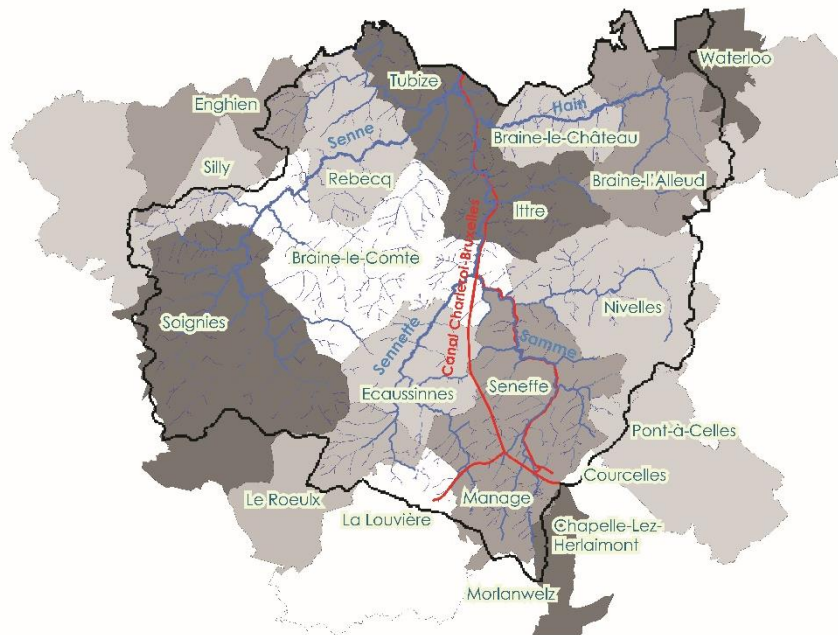 Waterloo
Tubize
Enghien
Hain
Senne
Braine-le-Château
Silly
Rebecq
Braine-l'Alleud
Ittre
Braine-le-Comte
Canal Charleroi-Bruxelles
Nivelles
Soignies
Sennette
Samme
Ecaussinnes
Seneffe
Pont-à-Celles
Courcelles
Le Roeulx
Manage
La Louvière
Chapelle-Lez-
Herlaimont
Morlanwelz